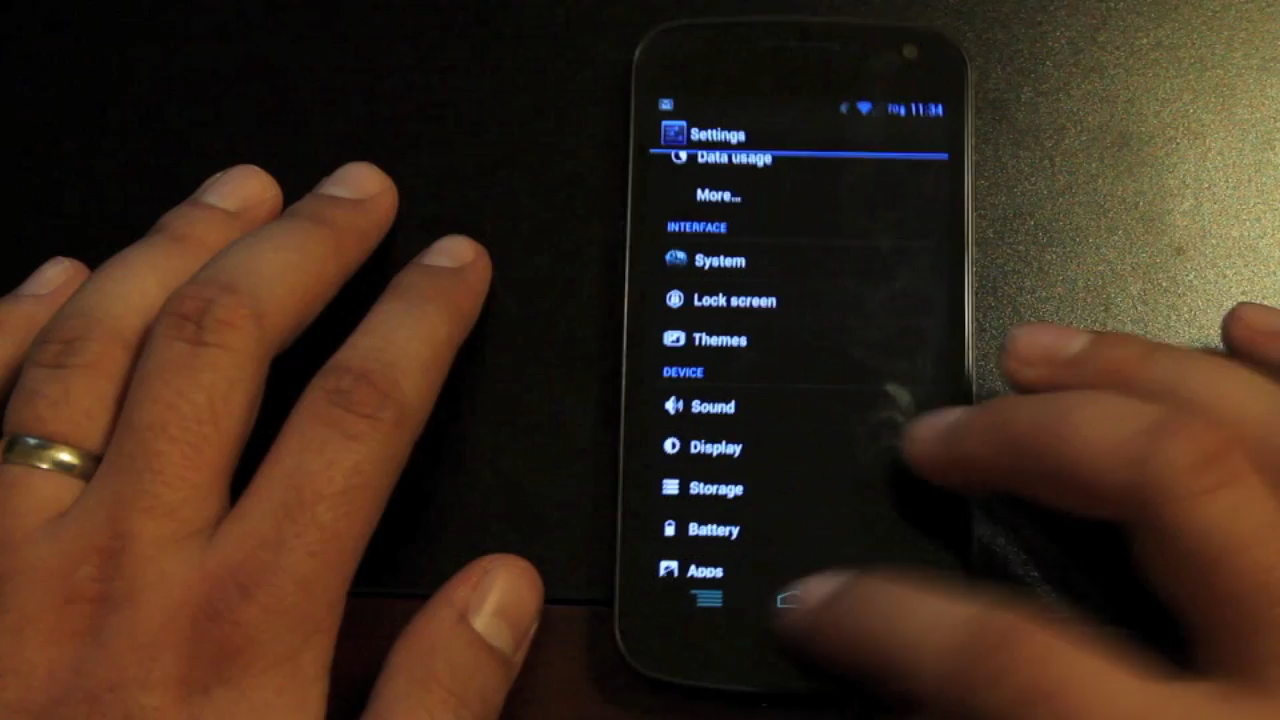 11:34
Settings
Data usage
More...
INTERFACE
System
Lock screen
Themes
DEVICE
Sound
Display
Storage
Battery
Apps